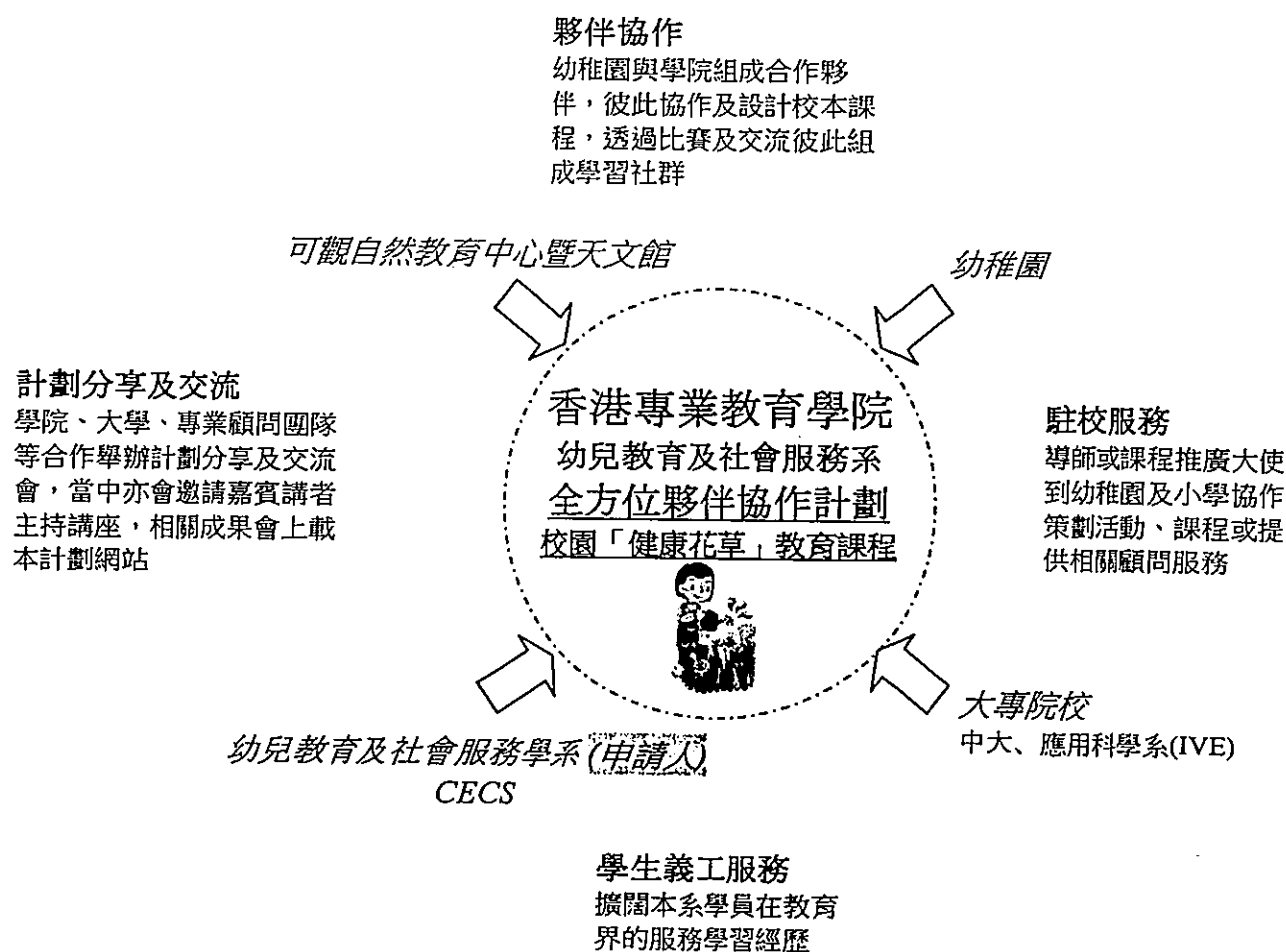 夥伴協作
幼稚園與學院組成合作夥
伴，彼此協作及設計校本課
程，透過比賽及交流彼此組
成學習社群
可觀自然教育中心暨天文館
幼稚園
計劃分享及交流
學院、大學、專業顧問團隊
等合作舉辦計劃分享及交流
會，當中亦會邀請嘉賓講者
主持講座，相關成果會上載
本計劃網站
香港專業教育學院
幼兒教育及社會服務系
全方位夥伴協作計劃
校園「健康花草」教育課程
駐校服務
導師或課程推廣大使
到幼稚園及小學協作
策劃活動、課程或提
供相關顧問服務
幼兒教育及社會服務學系(申請人)
CECS
大專院校
中大、應用科學系(IVE)
學生義工服務
擴闊本系學員在教育
界的服務學習經歷